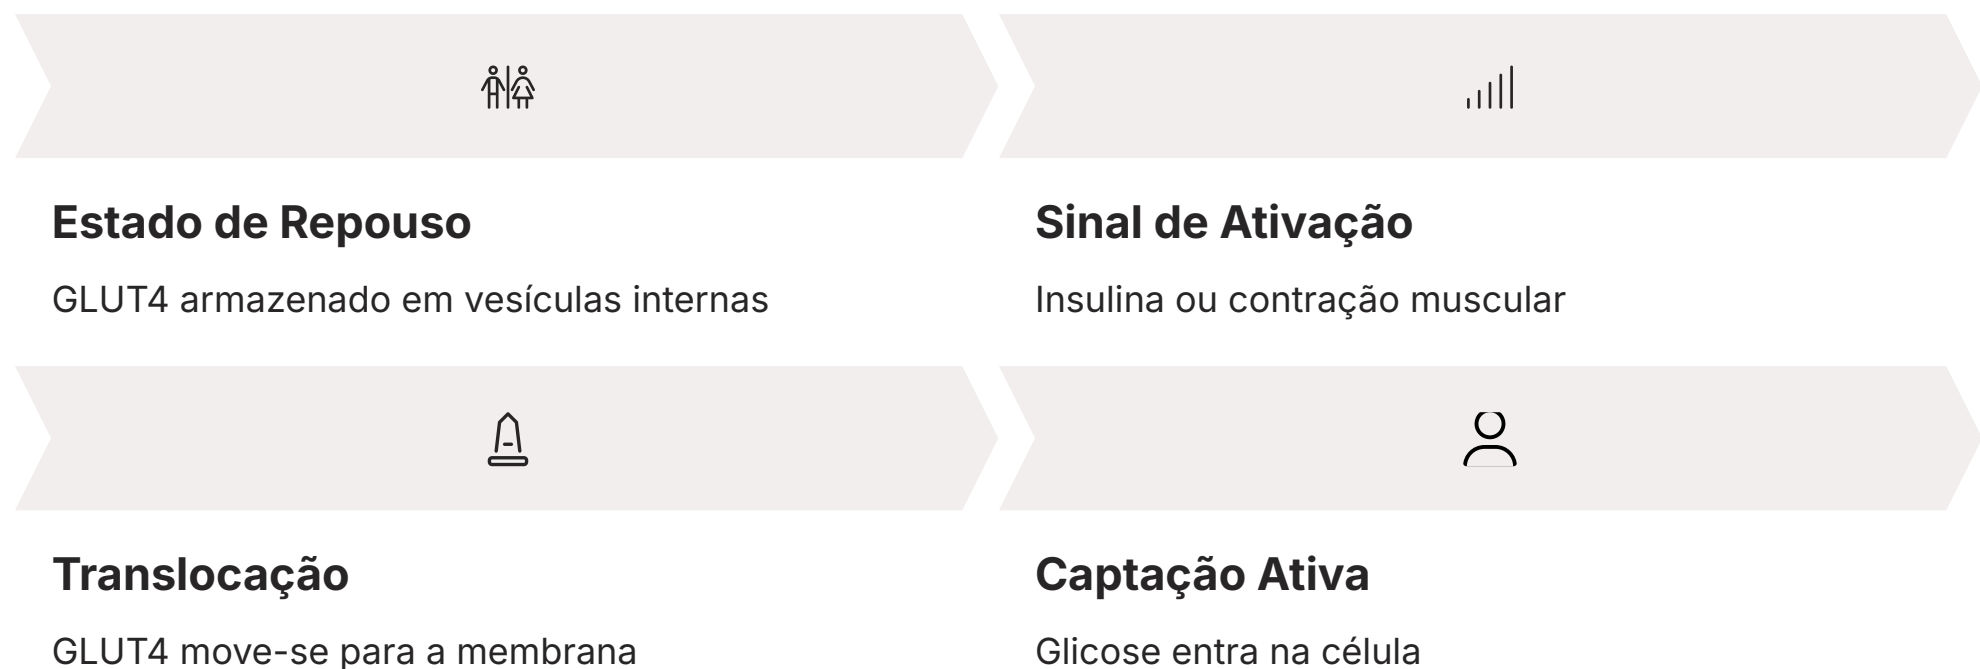 Estado de Repouso
GLUT4 armazenado em vesículas internas
Sinal de Ativação
Insulina ou contração muscular
Translocação
GLUT4 move-se para a membrana
Captação Ativa
Glicose entra na célula